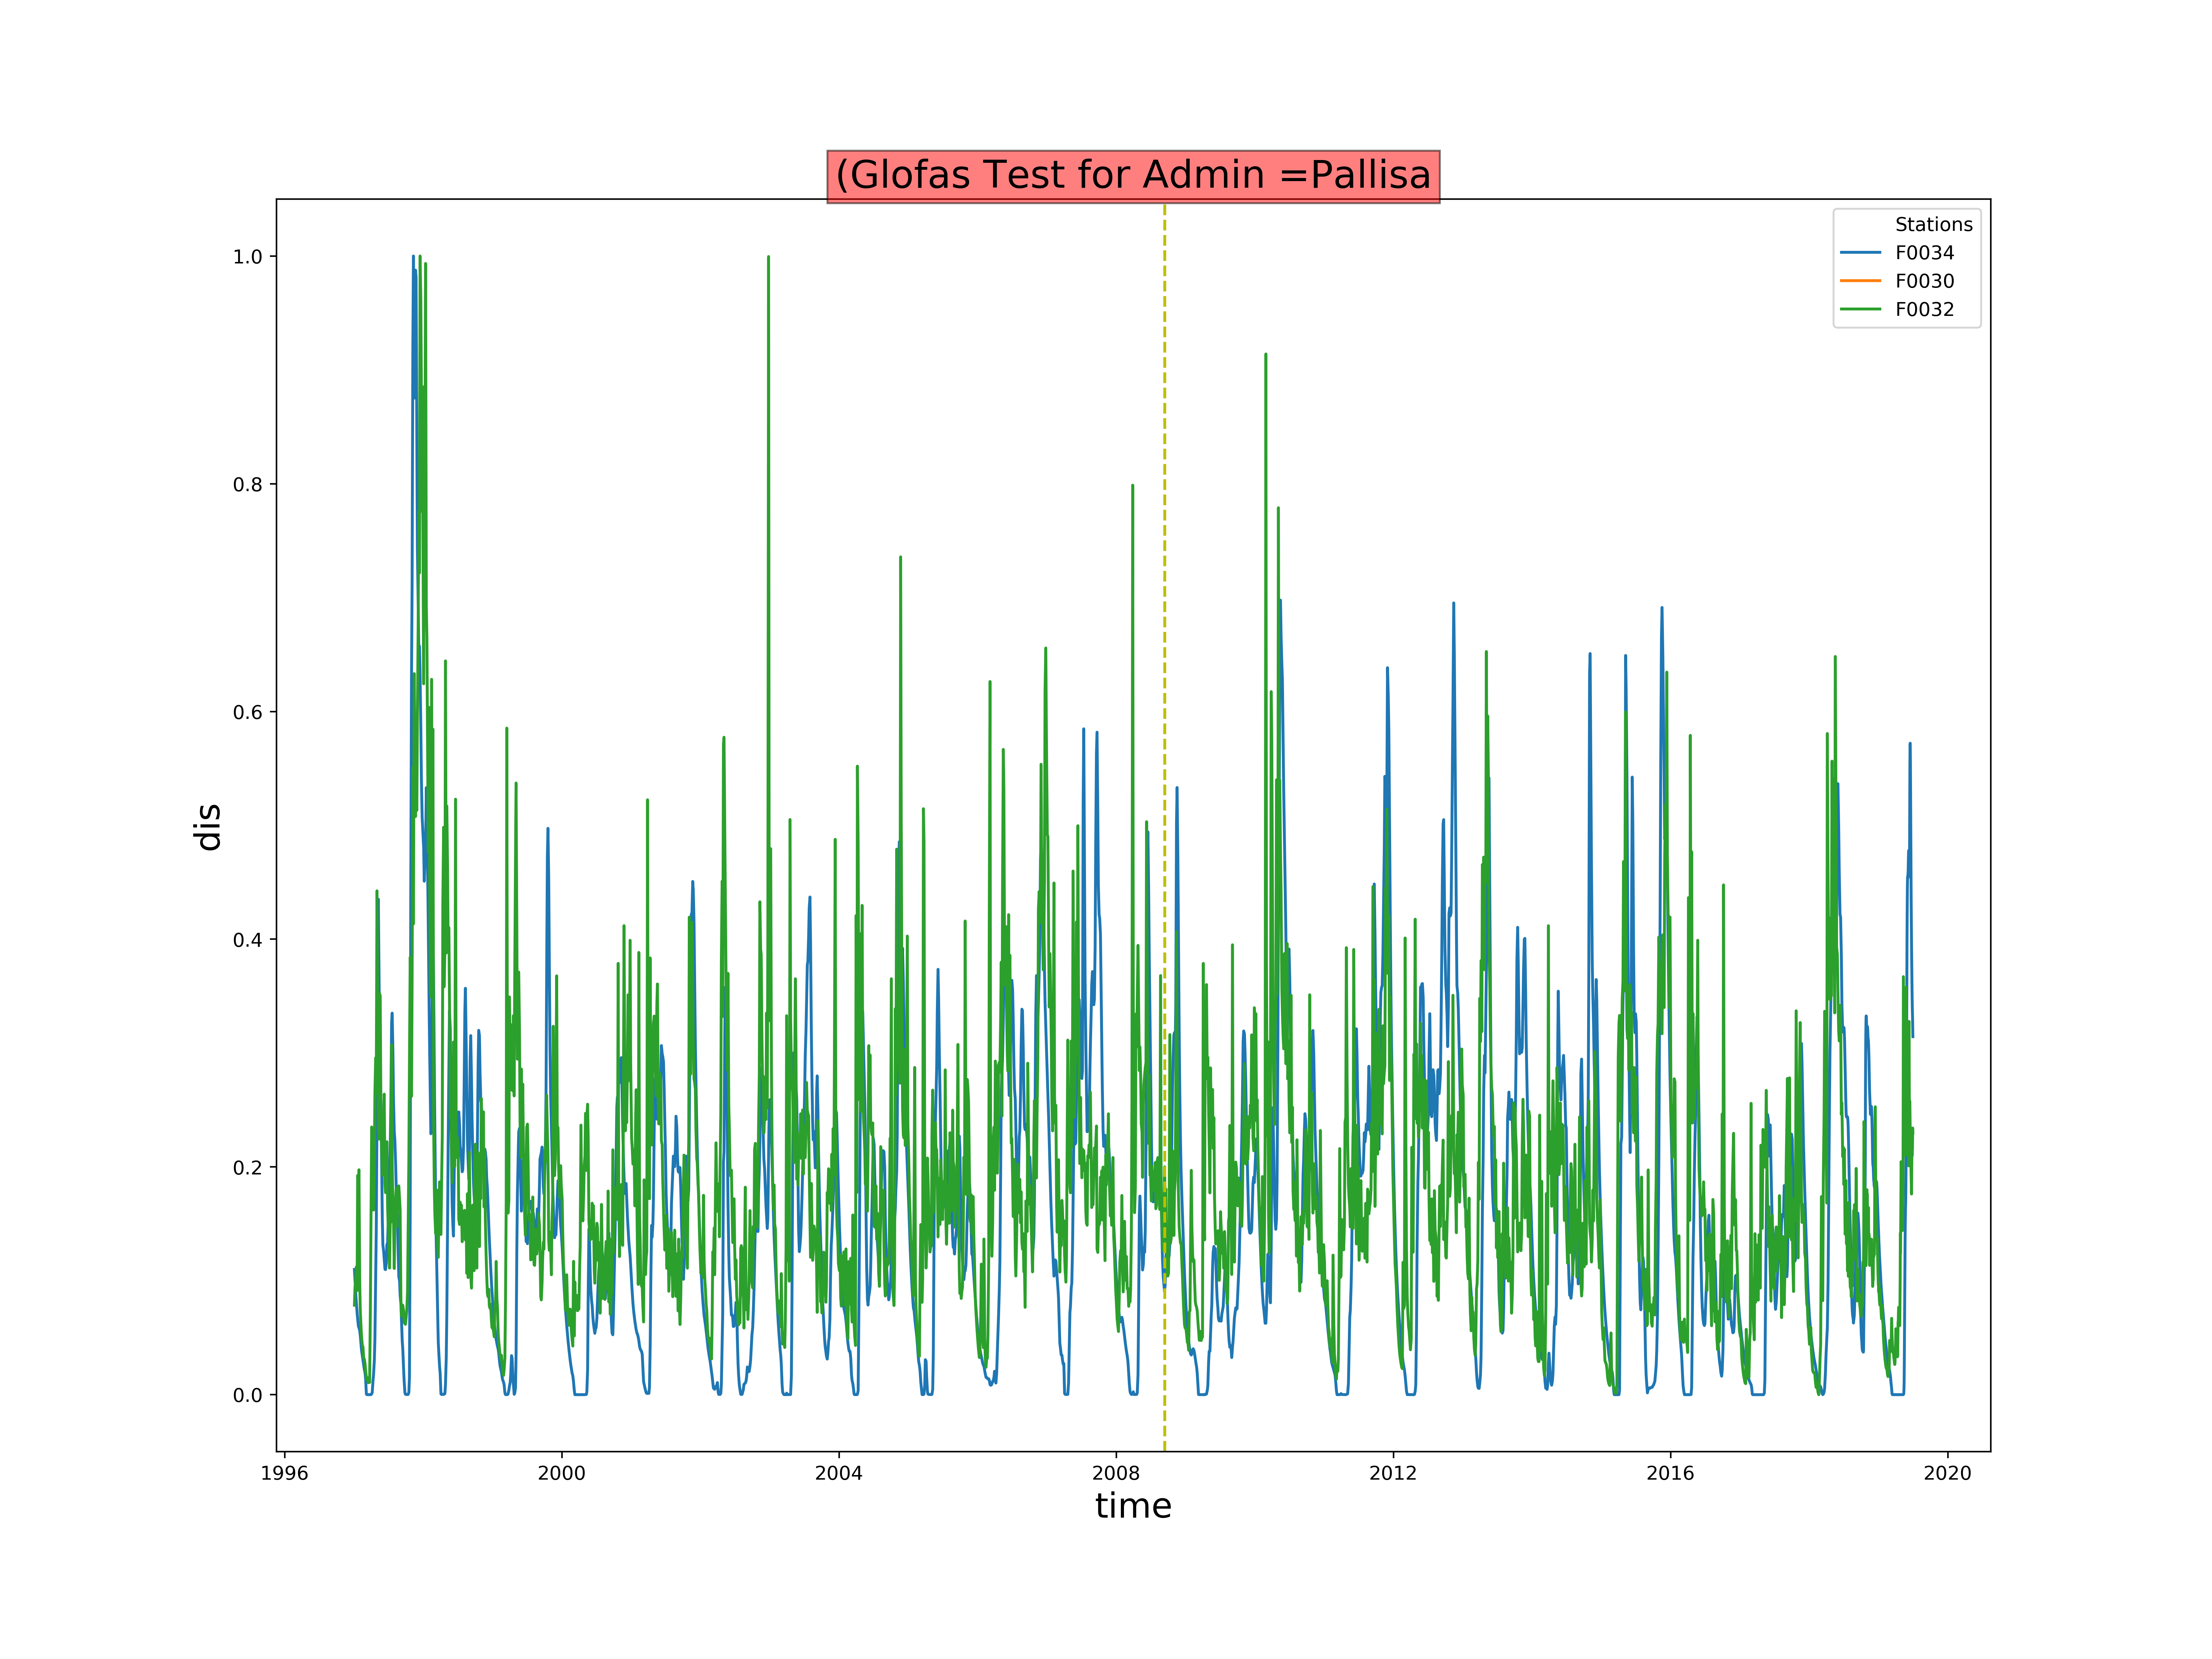 (Glofas Test for Admin =Pallisa
Stations
F0034
F0030
F0032
1.0
0.8
0.6
0.4
0.2
0.0
dis
1996 2000 2004 2008 2012 2016 2020
time